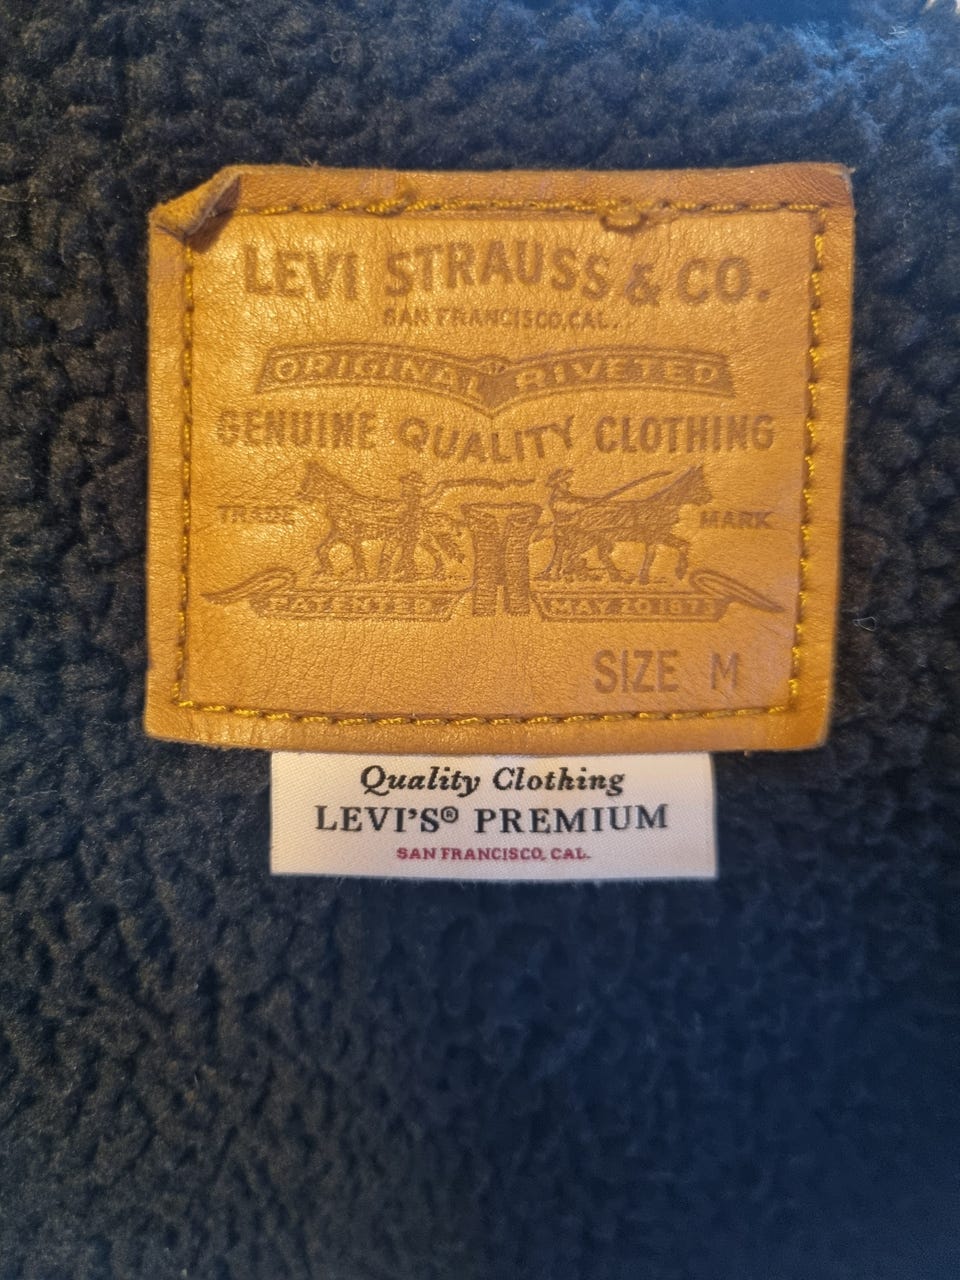 LEVI STRAUSS & CO.
SAN FRANCISCO, CAL.
ORIGINAL RIVETED
GENUINE QUALITY CLOTHING
TRADE MARK
PATENTED MAY 20 1873
SIZE M
Quality Clothing
LEVI'S® PREMIUM
SAN FRANCISCO, CAL.